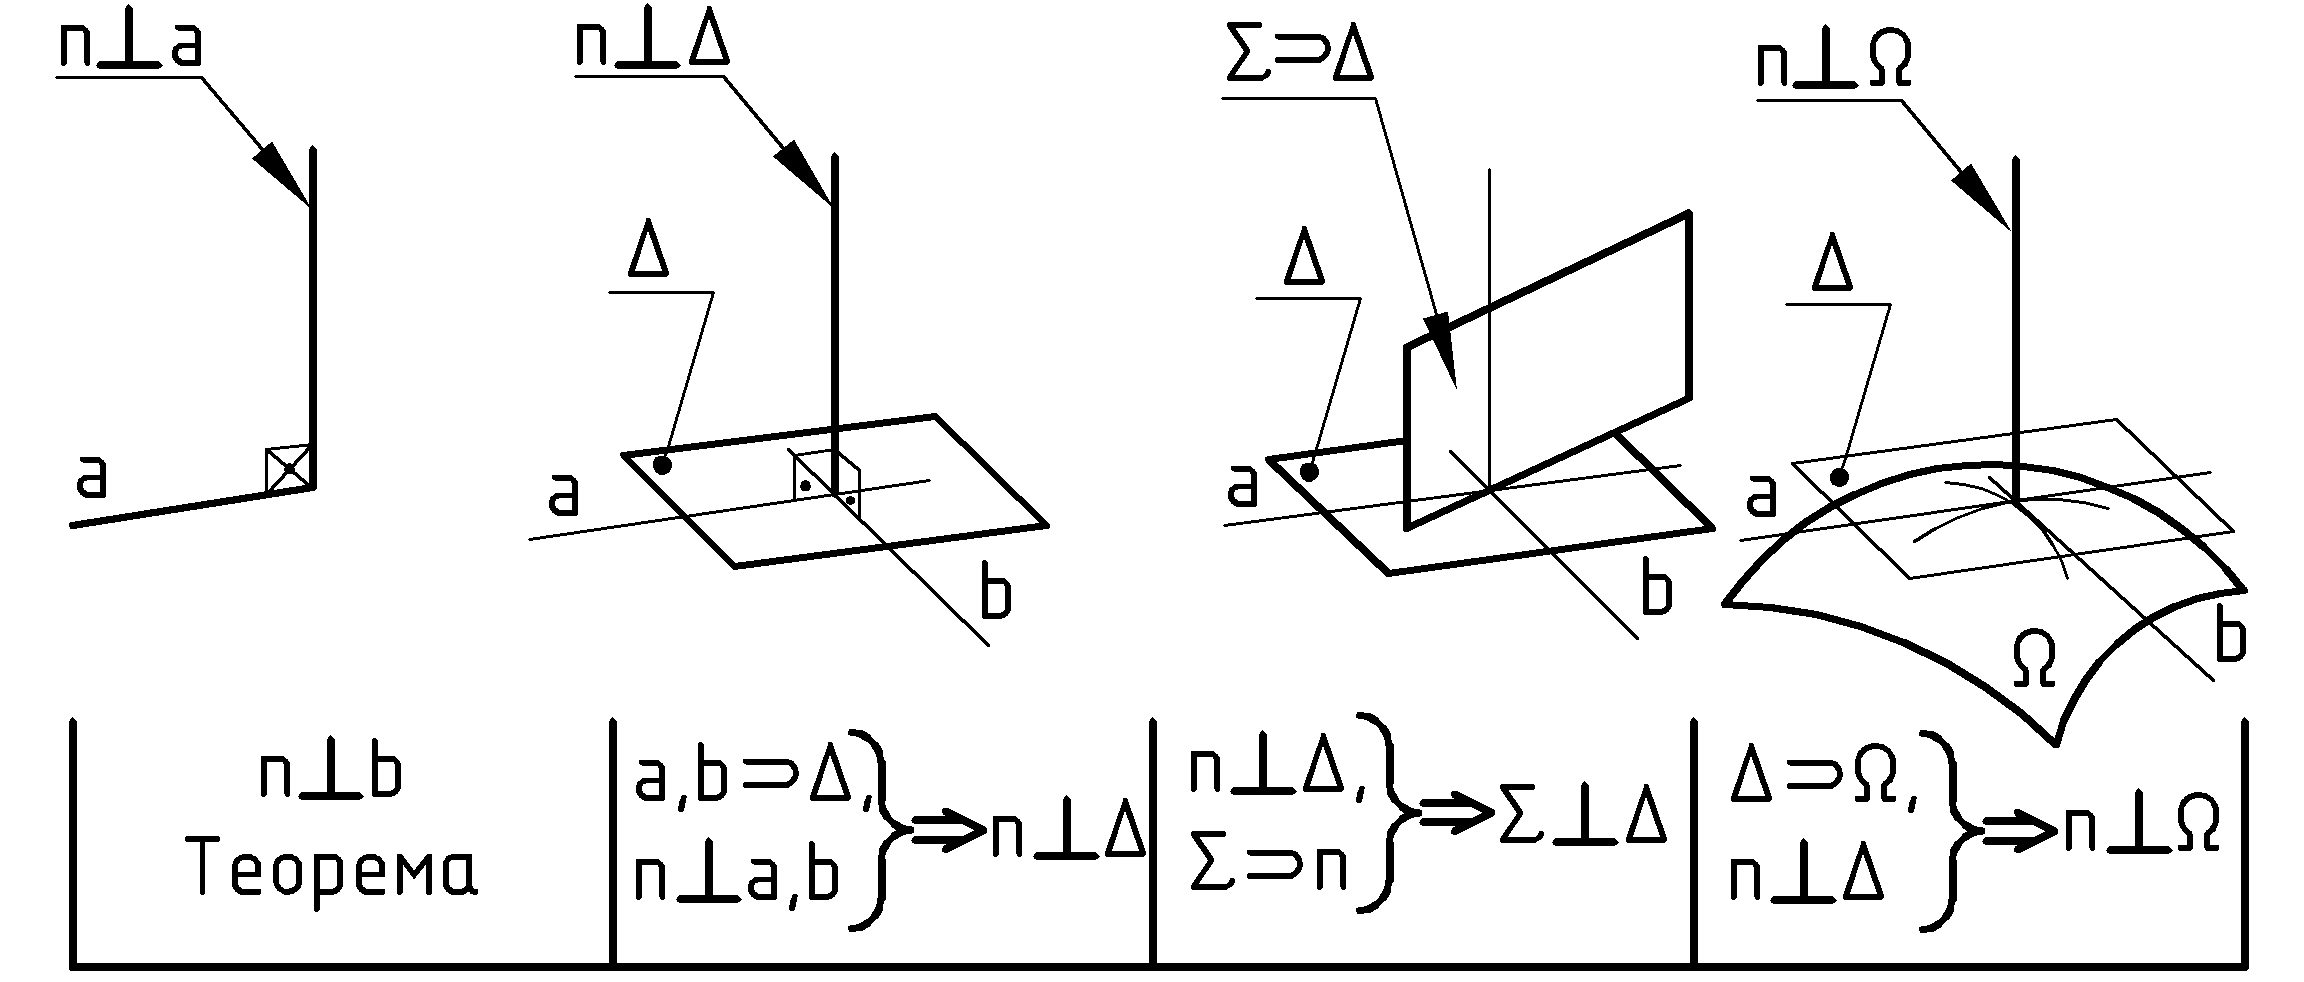 n⊥a
a
n⊥Δ
Δ
a
b
Σ⊃Δ
Δ
a
b
n⊥Ω
Δ
a
b
Ω
n⊥b
Теорема
a,b⊃Δ,
n⊥a,b
⇒n⊥Δ
n⊥Δ,
Σ⊃n
⇒Σ⊥Δ
Δ⊃Ω,
n⊥Δ
⇒n⊥Ω